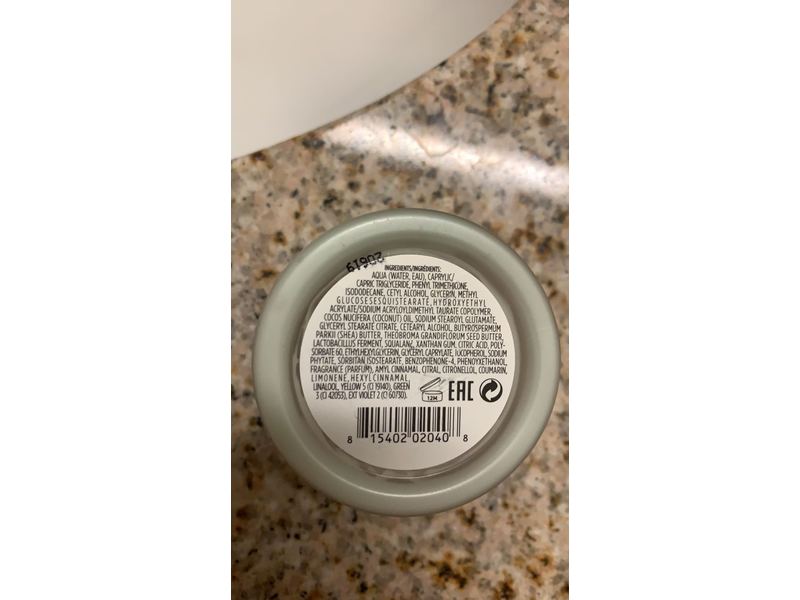 20619
INGREDIENTS/INGRÉDIENTS:
AQUA (WATER, EAU), CAPRYLIC/
CAPRIC TRIGLYCERIDE, PHENYL TRIMETHICONE,
ISODODECANE, CETYL ALCOHOL, GLYCERIN, METHYL
GLUCOSE SESQUISTEARATE, HYDROXYETHYL
ACRYLATE/SODIUM ACRYLOYLDIMETHYL TAURATE COPOLYMER,
COCOS NUCIFERA (COCONUT) OIL, SODIUM STEAROYL GLUTAMATE,
GLYCERYL STEARATE CITRATE, CETEARYL ALCOHOL, BUTYROSPERMUM
PARKII (SHEA) BUTTER, THEOBROMA GRANDIFLORUM SEED BUTTER,
LACTOBACILLUS FERMENT, SQUALANE, XANTHAN GUM, CITRIC ACID, POLY-
SORBATE 60, ETHYLHEXYLGLYCERIN, GLYCERYL CAPRYLATE, TOCOPHEROL, SODIUM
PHYTATE, SORBITAN ISOSTEARATE, BENZOPHENONE-4, PHENOXYETHANOL,
FRAGRANCE (PARFUM), AMYL CINNAMAL, CITRAL, CITRONELLOL, COUMARIN,
LIMONENE, HEXYL CINNAMAL,
LINALOOL, YELLOW 5 (CI 19140), GREEN
3 (CI 42053), EXT VIOLET 2 (CI 60730).
12M
EAC
8 15402 02040 8